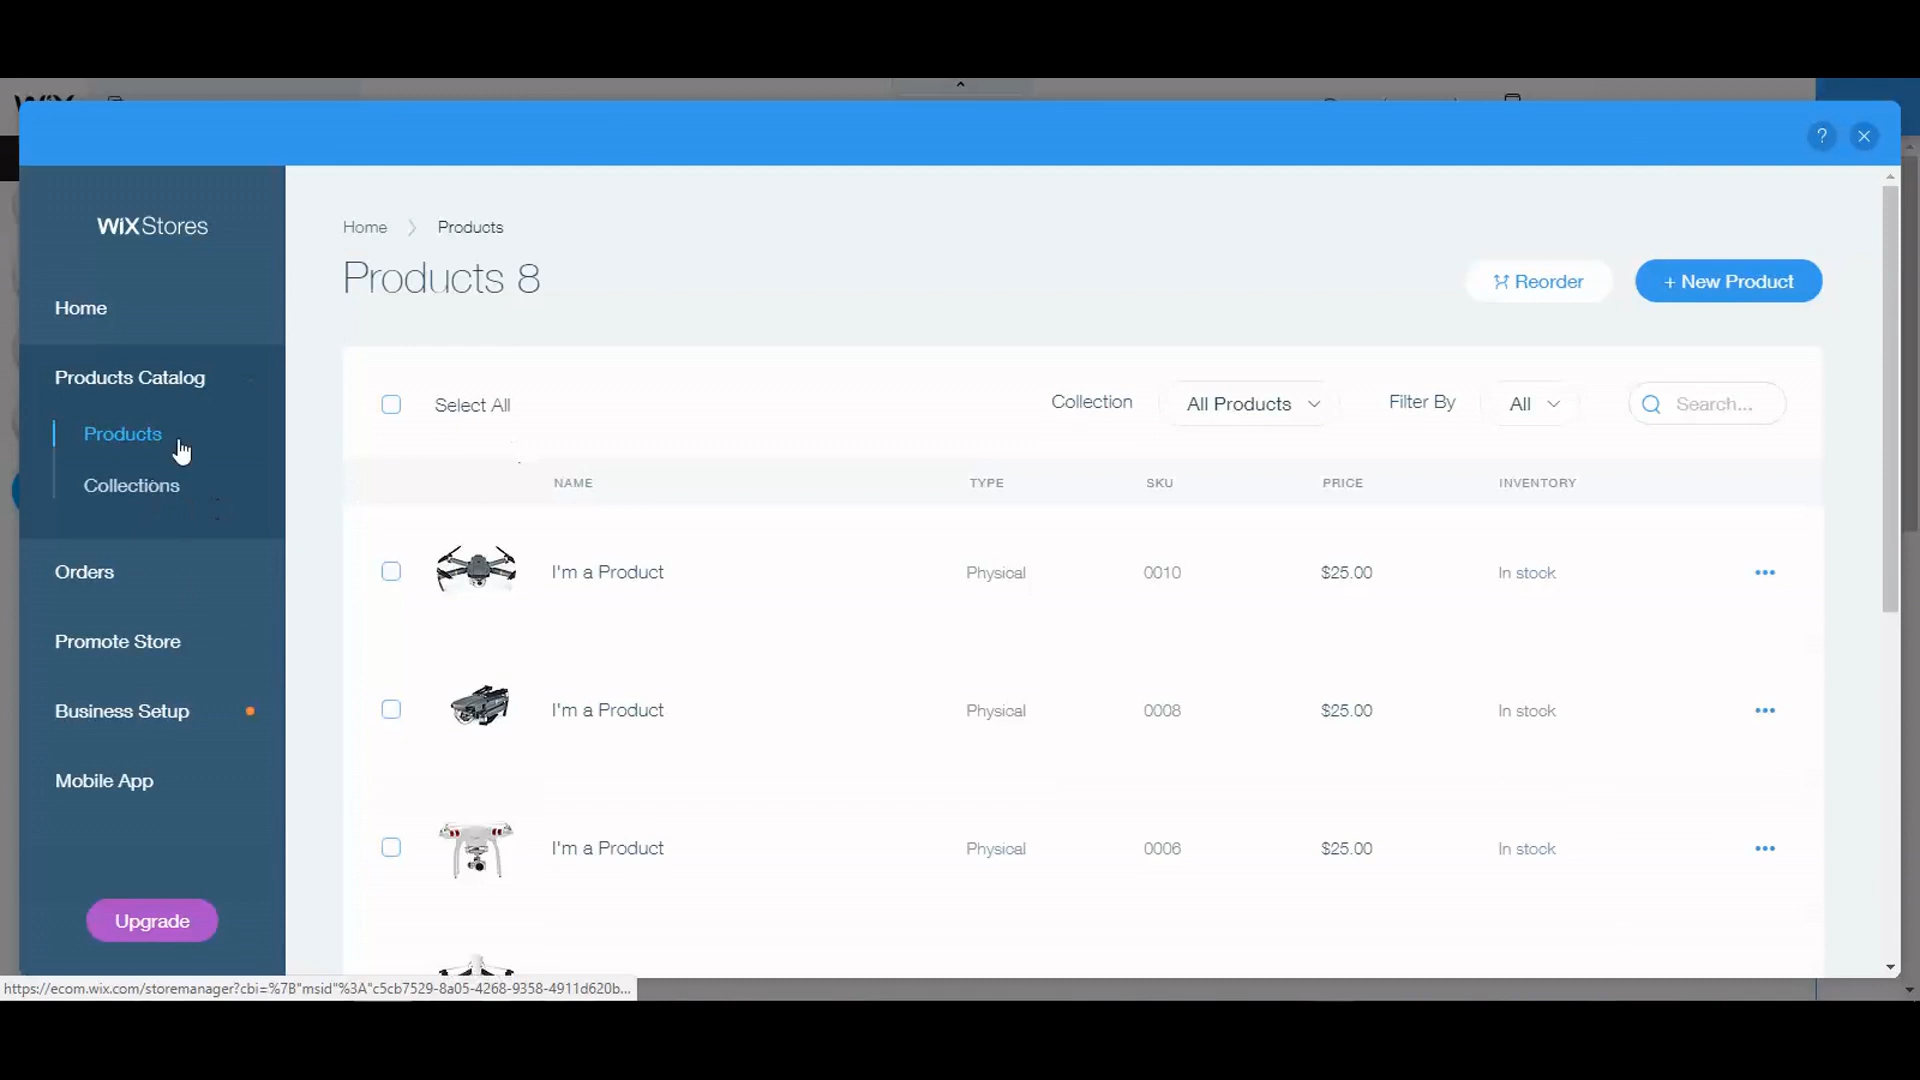 WiX
?
WiXStores
Home
Products Catalog
Products
Collections
Orders
Promote Store
Business Setup
Mobile App
Upgrade
Home Products
Products 8
Reorder
+ New Product
Select All
Collection All Products
Filter By All
Search...
NAME TYPE SKU PRICE INVENTORY
I'm a Product Physical 0010 $25.00 In stock
I'm a Product Physical 0008 $25.00 In stock
I'm a Product Physical 0006 $25.00 In stock
https://ecom.wix.com/storemanager?cbi=%7B"msid"%3A"c5cb7529-8a05-4268-9358-4911d620b...